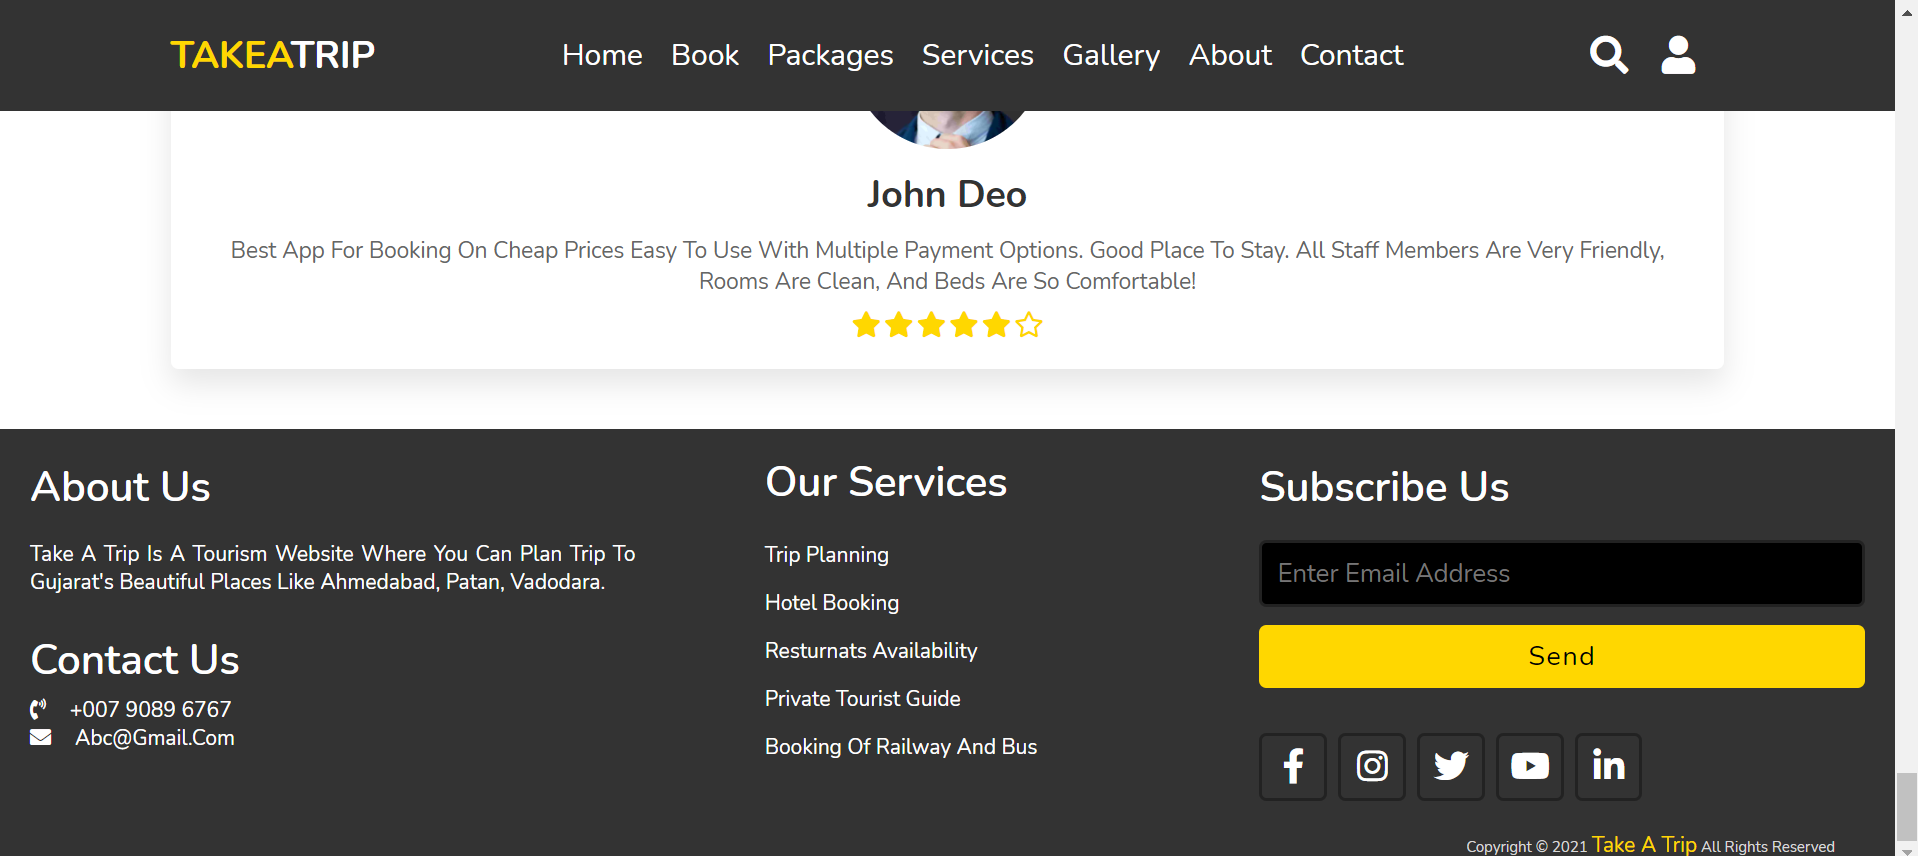 TAKEATRIP Home Book Packages Services Gallery About Contact
John Deo
Best App For Booking On Cheap Prices Easy To Use With Multiple Payment Options. Good Place To Stay. All Staff Members Are Very Friendly,
Rooms Are Clean, And Beds Are So Comfortable!
About Us
Take A Trip Is A Tourism Website Where You Can Plan Trip To
Gujarat's Beautiful Places Like Ahmedabad, Patan, Vadodara.
Contact Us
+007 9089 6767
Abc@Gmail.Com
Our Services
Trip Planning
Hotel Booking
Resturnats Availability
Private Tourist Guide
Booking Of Railway And Bus
Subscribe Us
Enter Email Address
Send
Copyright © 2021 Take A Trip All Rights Reserved